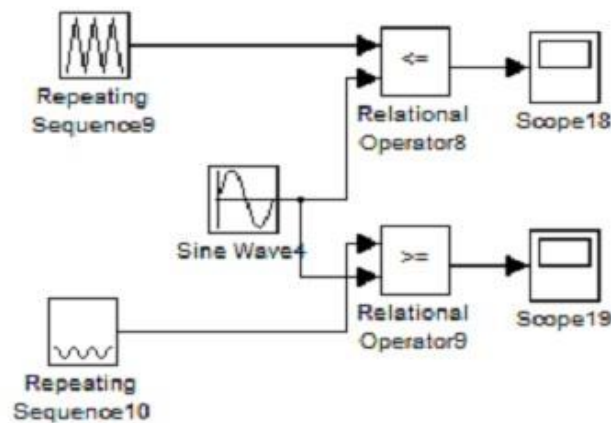 <=
Repeating
Sequence9
Relational
Operator8
Scope18
Sine Wave4
>=
Relational
Operator9
Scope19
Repeating
Sequence10